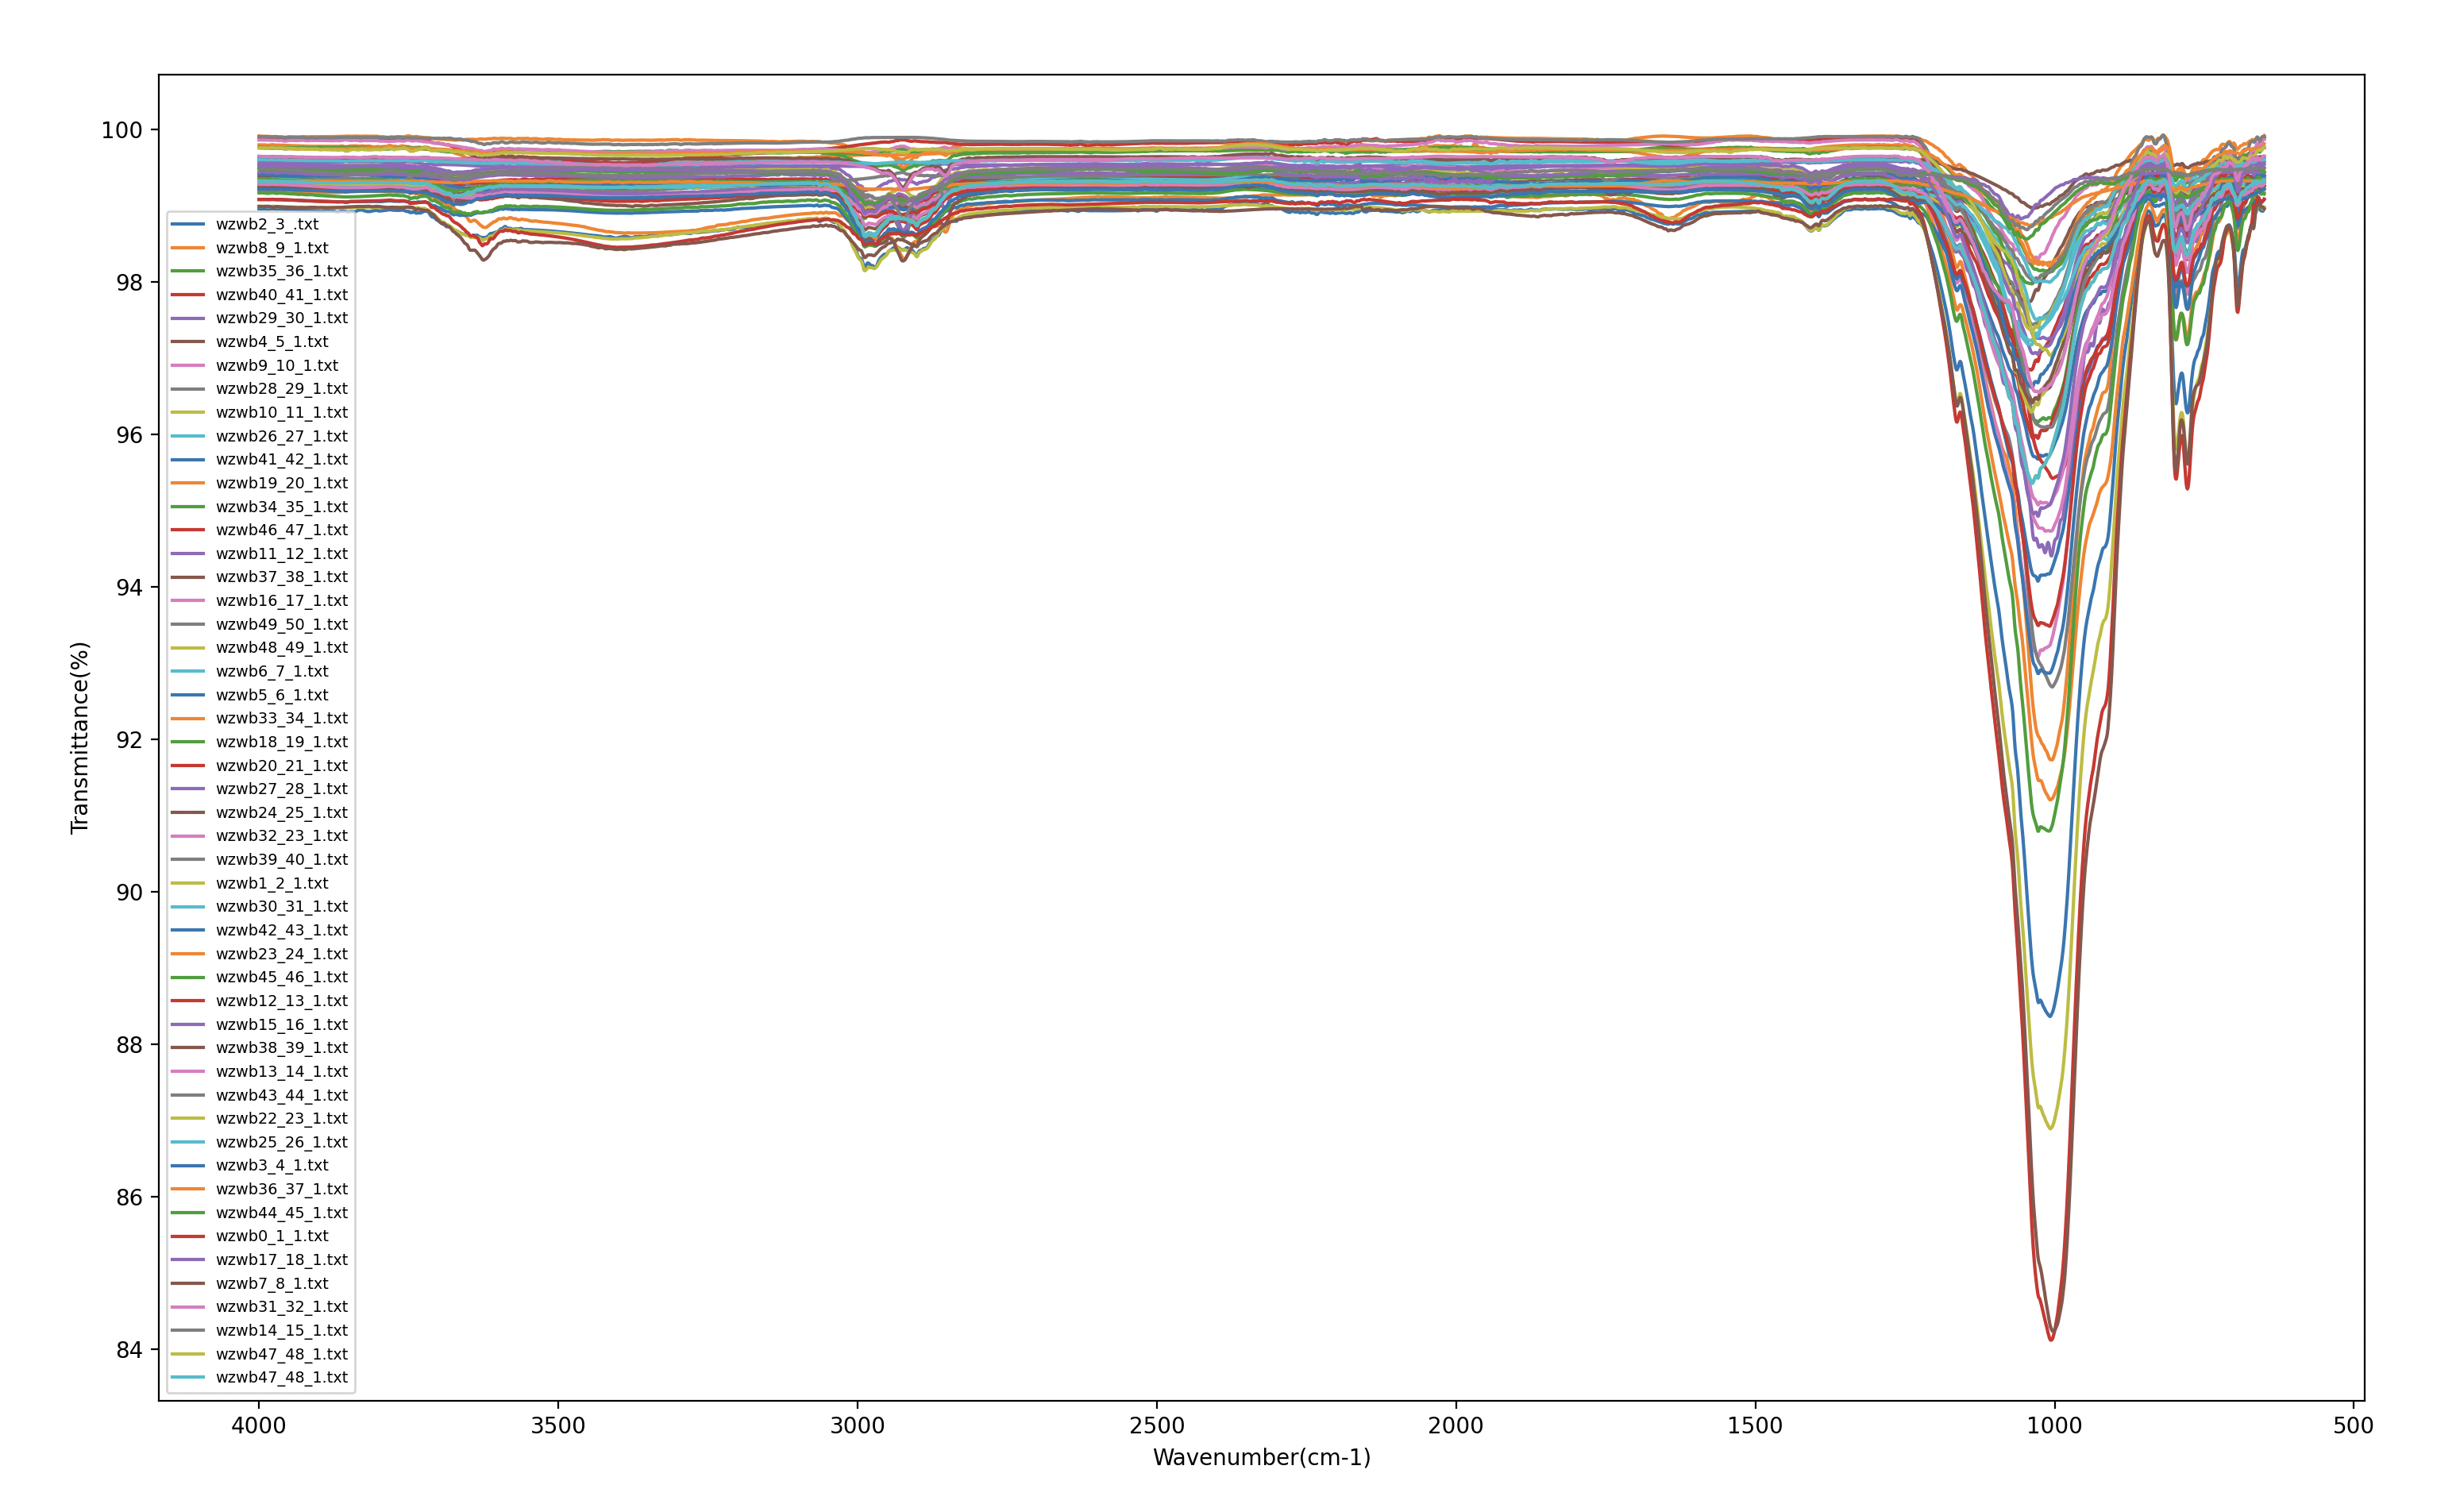 100
98
96
94
92
90
88
86
84
Transmittance(%)
wzwb2_3_.txt
wzwb8_9_1.txt
wzwb35_36_1.txt
wzwb40_41_1.txt
wzwb29_30_1.txt
wzwb4_5_1.txt
wzwb9_10_1.txt
wzwb28_29_1.txt
wzwb10_11_1.txt
wzwb26_27_1.txt
wzwb41_42_1.txt
wzwb19_20_1.txt
wzwb34_35_1.txt
wzwb46_47_1.txt
wzwb11_12_1.txt
wzwb37_38_1.txt
wzwb16_17_1.txt
wzwb49_50_1.txt
wzwb48_49_1.txt
wzwb6_7_1.txt
wzwb5_6_1.txt
wzwb33_34_1.txt
wzwb18_19_1.txt
wzwb20_21_1.txt
wzwb27_28_1.txt
wzwb24_25_1.txt
wzwb32_23_1.txt
wzwb39_40_1.txt
wzwb1_2_1.txt
wzwb30_31_1.txt
wzwb42_43_1.txt
wzwb23_24_1.txt
wzwb45_46_1.txt
wzwb12_13_1.txt
wzwb15_16_1.txt
wzwb38_39_1.txt
wzwb13_14_1.txt
wzwb43_44_1.txt
wzwb22_23_1.txt
wzwb25_26_1.txt
wzwb3_4_1.txt
wzwb36_37_1.txt
wzwb44_45_1.txt
wzwb0_1_1.txt
wzwb17_18_1.txt
wzwb7_8_1.txt
wzwb31_32_1.txt
wzwb14_15_1.txt
wzwb47_48_1.txt
wzwb47_48_1.txt
4000 3500 3000 2500 2000 1500 1000 500
Wavenumber(cm-1)